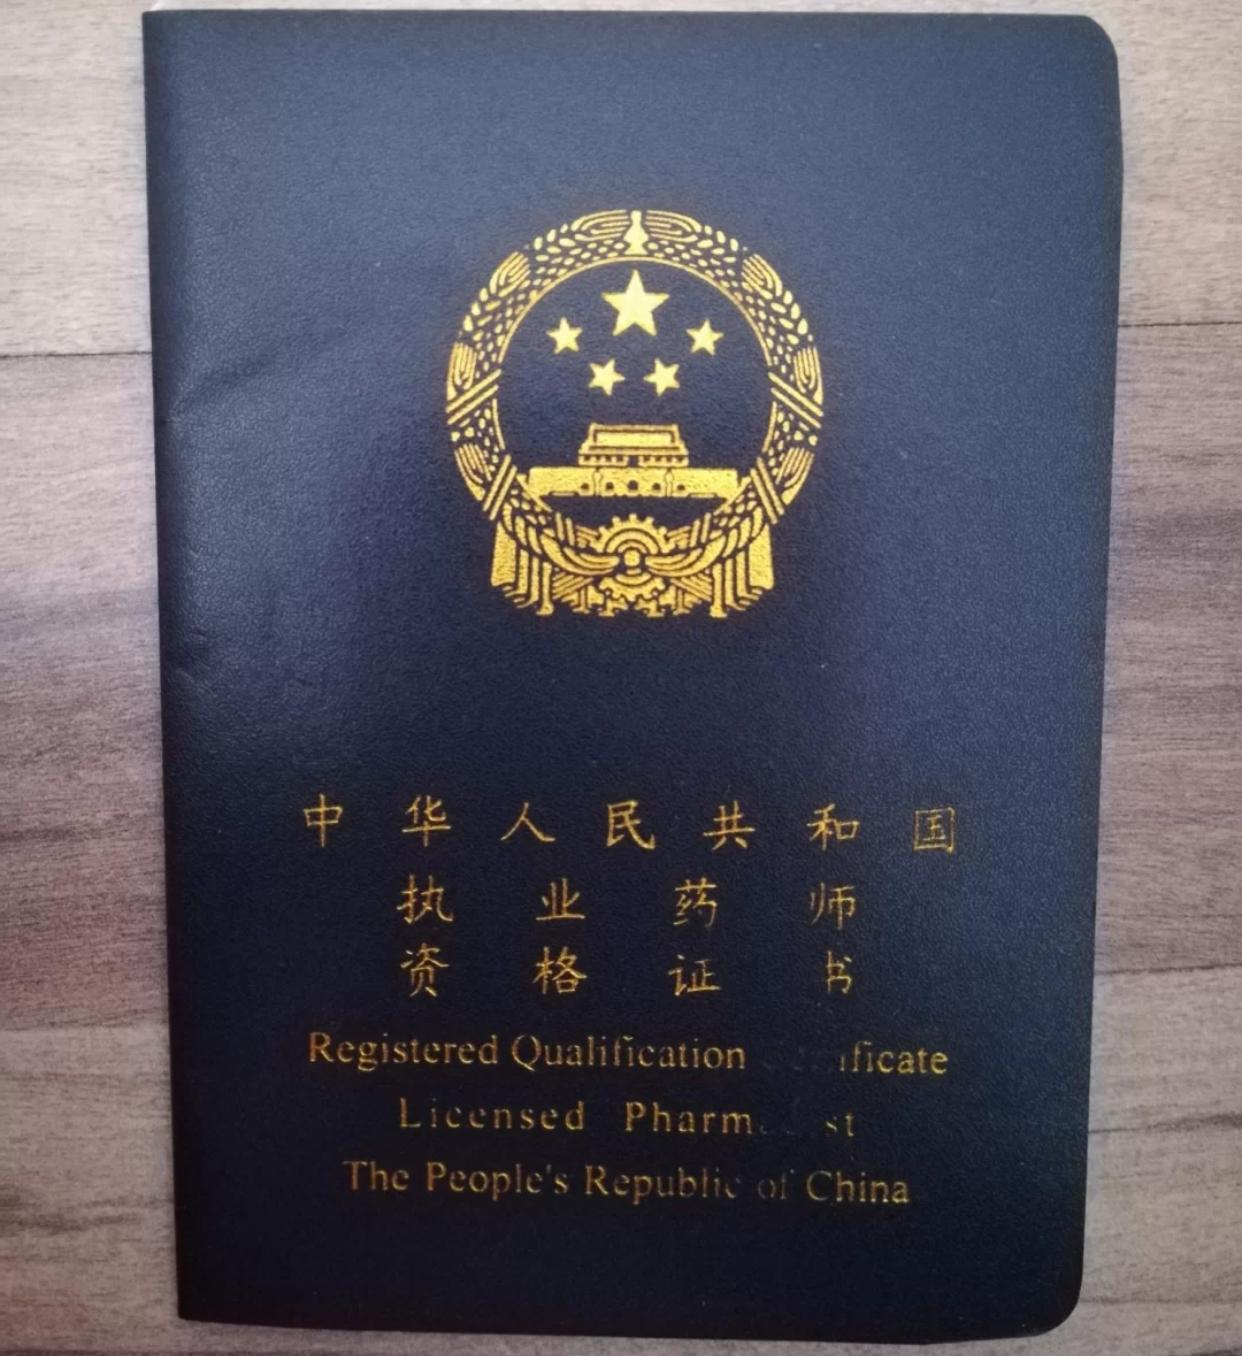 中华人民共和国
执业药师
资格证书
Registered Qualification
Licensed
The People's Republic of China